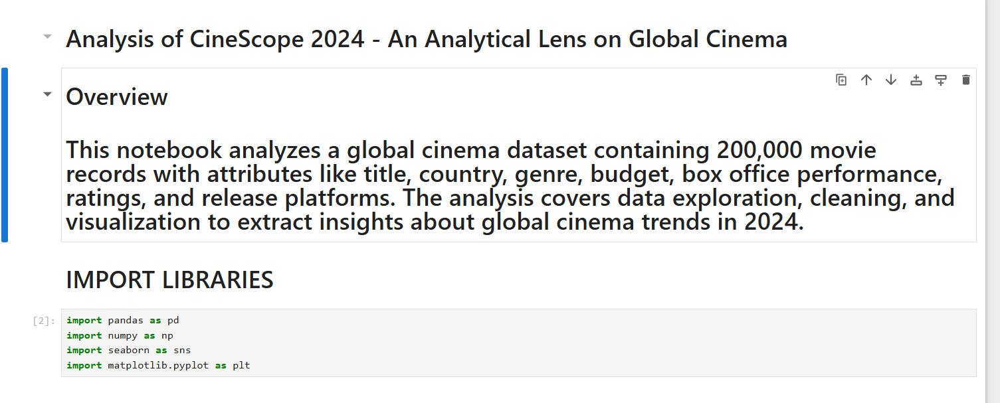 Analysis of CineScope 2024 - An Analytical Lens on Global Cinema
Overview
This notebook analyzes a global cinema dataset containing 200,000 movie
records with attributes like title, country, genre, budget, box office performance,
ratings, and release platforms. The analysis covers data exploration, cleaning, and
visualization to extract insights about global cinema trends in 2024.
IMPORT LIBRARIES
[2]:
import pandas as pd
import numpy as np
import seaborn as sns
import matplotlib.pyplot as plt